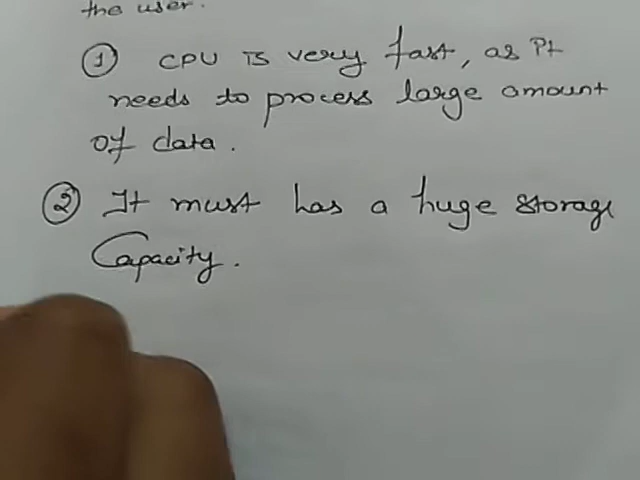 the user.
① CPU is very fast, as it
needs to process large amount
of data.
② It must has a huge storage
Capacity.